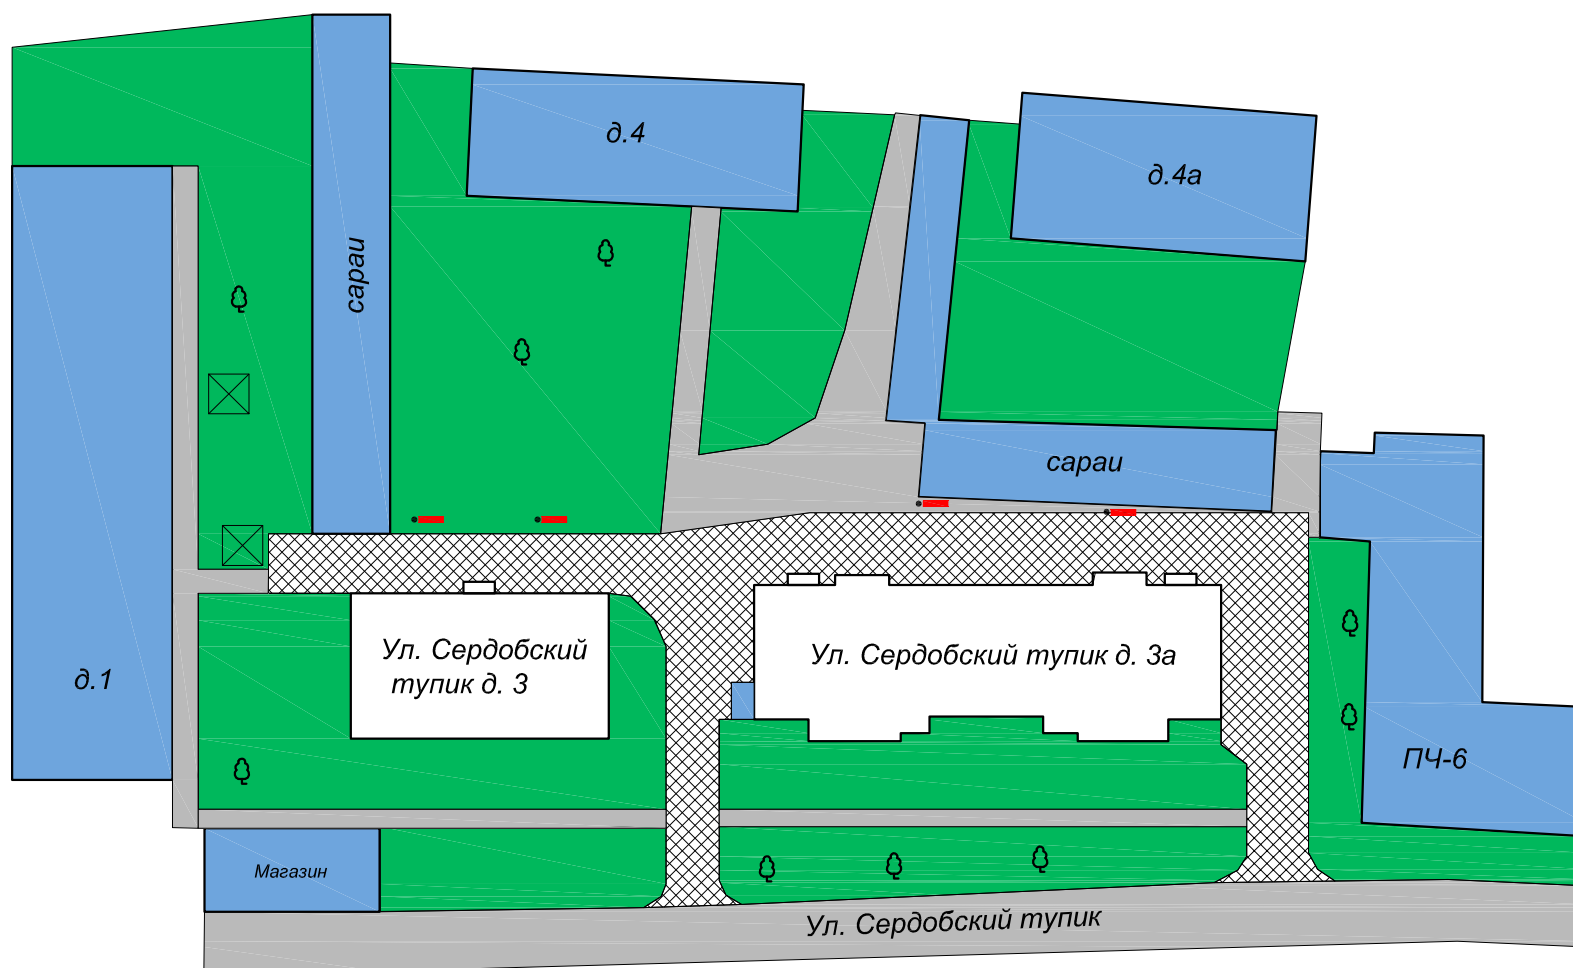 д.4
д.4а
сараи
сараи
Ул. Сердобский
тупик д. 3
Ул. Сердобский тупик д. 3а
д.1
ПЧ-6
Магазин
Ул. Сердобский тупик